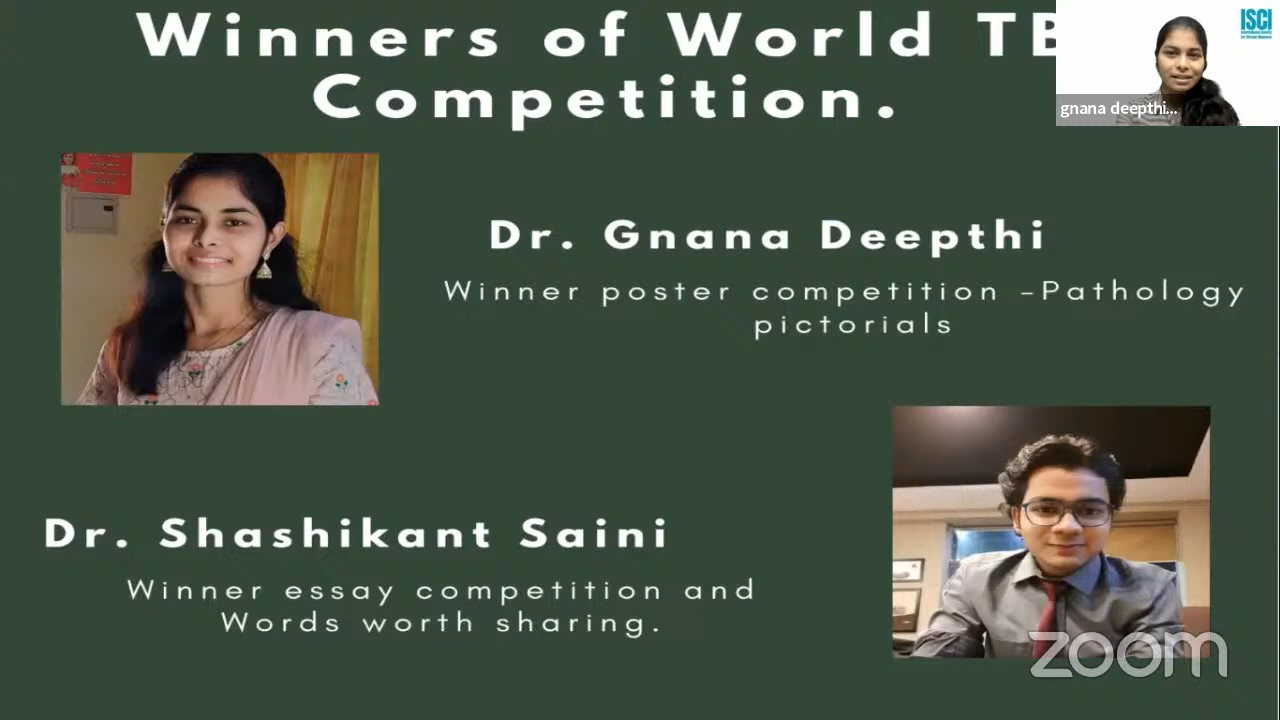 Winners of World TB
Competition.
ISCI
gnana deepthi...
Dr. Gnana Deepthi
Winner poster competition -Pathology
pictorials
Dr. Shashikant Saini
Winner essay competition and
Words worth sharing.
zoom